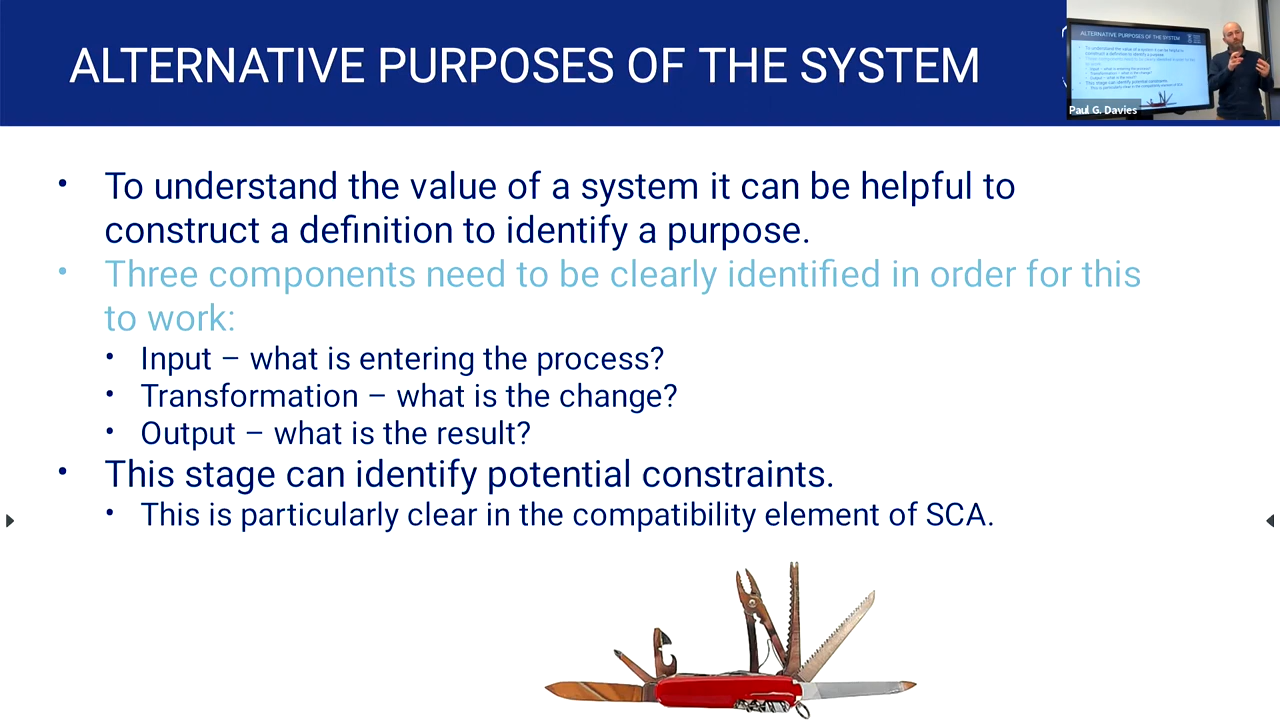 ALTERNATIVE PURPOSES OF THE SYSTEM
Paul G. Davies
• To understand the value of a system it can be helpful to
construct a definition to identify a purpose.
• Three components need to be clearly identified in order for this
to work:
• Input – what is entering the process?
• Transformation – what is the change?
• Output – what is the result?
• This stage can identify potential constraints.
• This is particularly clear in the compatibility element of SCA.